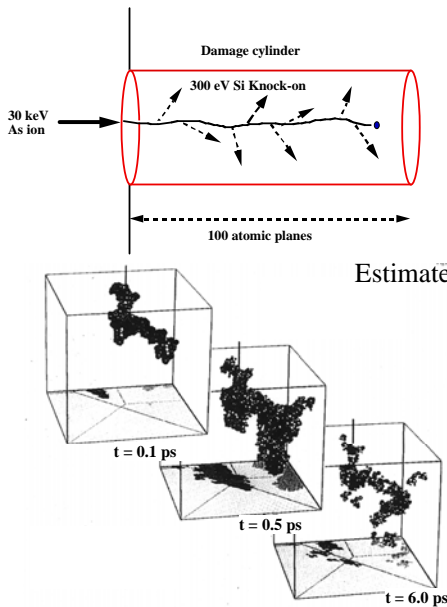 Damage cylinder
300 eV Si Knock-on
30 keV
As ion
100 atomic planes
Estimate
t = 0.1 ps
t = 0.5 ps
t = 6.0 ps